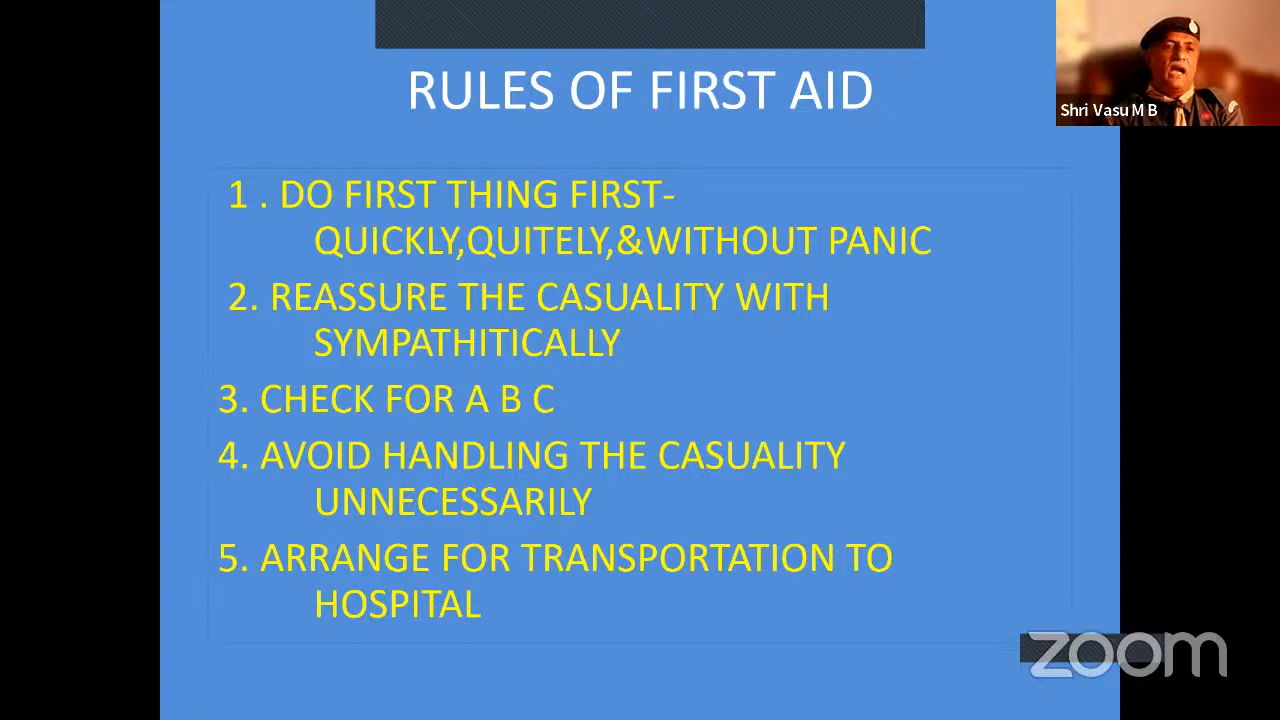 RULES OF FIRST AID
Shri Vasu M B
1 . DO FIRST THING FIRST-
QUICKLY,QUITELY,&WITHOUT PANIC
2. REASSURE THE CASUALITY WITH
SYMPATHITICALLY
3. CHECK FOR A B C
4. AVOID HANDLING THE CASUALITY
UNNECESSARILY
5. ARRANGE FOR TRANSPORTATION TO
HOSPITAL
zoom